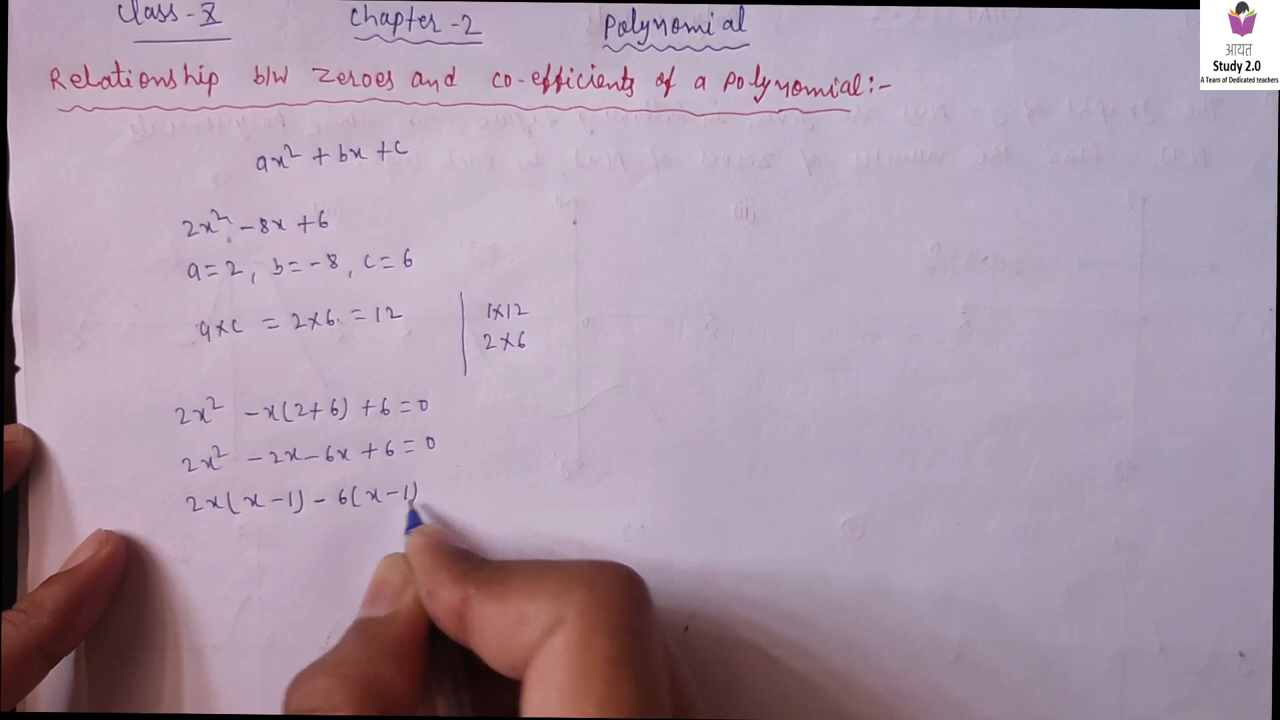 Class - X Chapter - 2 Polynomial
Relationship b/w zeroes and co-efficients of a polynomial:-
ax² + bx + c
2x² - 8x + 6
a = 2, b = -8, c = 6
a×c = 2×6 = 12
1×12
2×6
2x² - x(2+6) + 6 = 0
2x² - 2x - 6x + 6 = 0
2x(x-1) - 6(x-1)
आयत
Study 2.0
A Team of Dedicated teachers